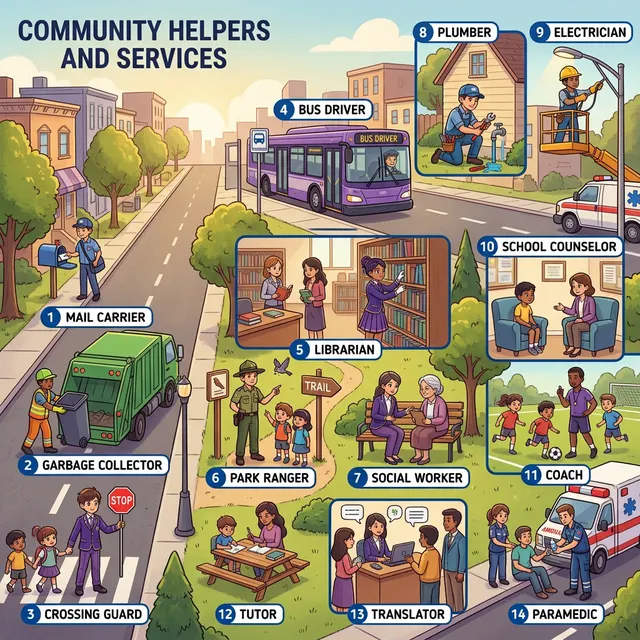 COMMUNITY HELPERS
AND SERVICES
8 PLUMBER
9 ELECTRICIAN
4 BUS DRIVER
BUS DRIVER
10 SCHOOL COUNSELOR
1 MAIL CARRIER
5 LIBRARIAN
TRAIL
2 GARBAGE COLLECTOR
6 PARK RANGER
7 SOCIAL WORKER
11 COACH
STOP
3 CROSSING GUARD
12 TUTOR
13 TRANSLATOR
14 PARAMEDIC